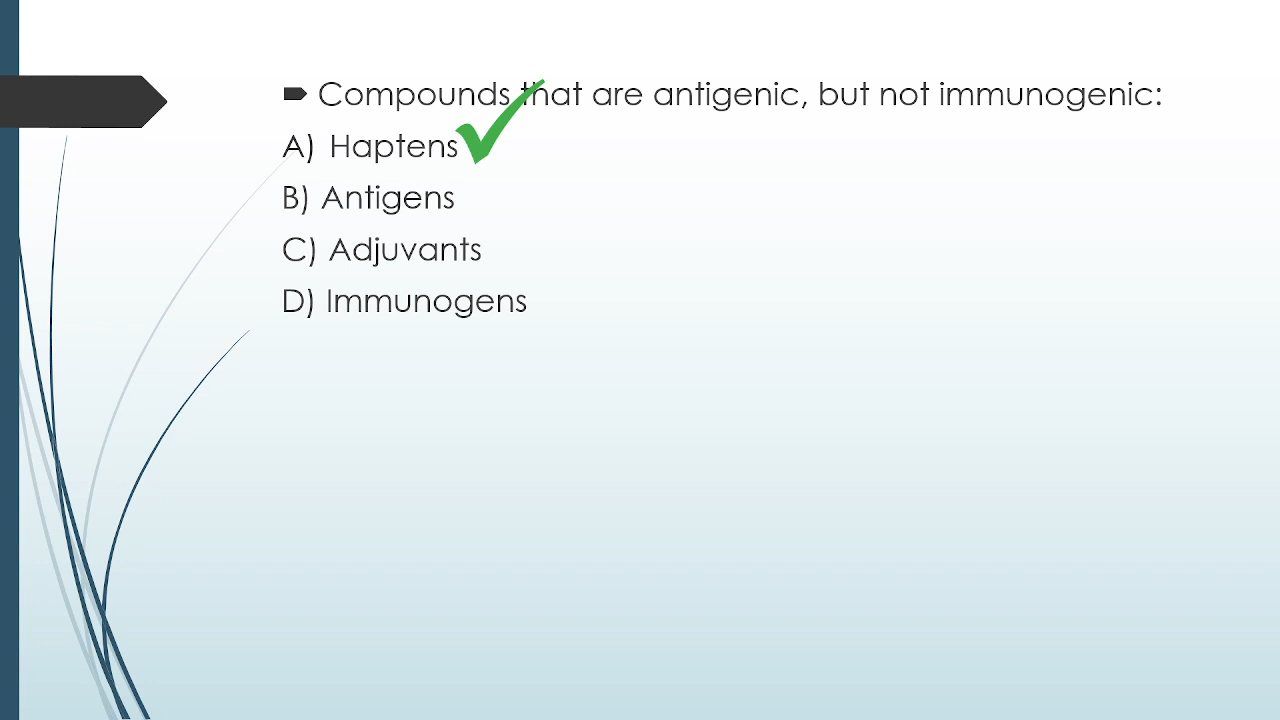 Compounds that are antigenic, but not immunogenic:
A) Haptens
B) Antigens
C) Adjuvants
D) Immunogens